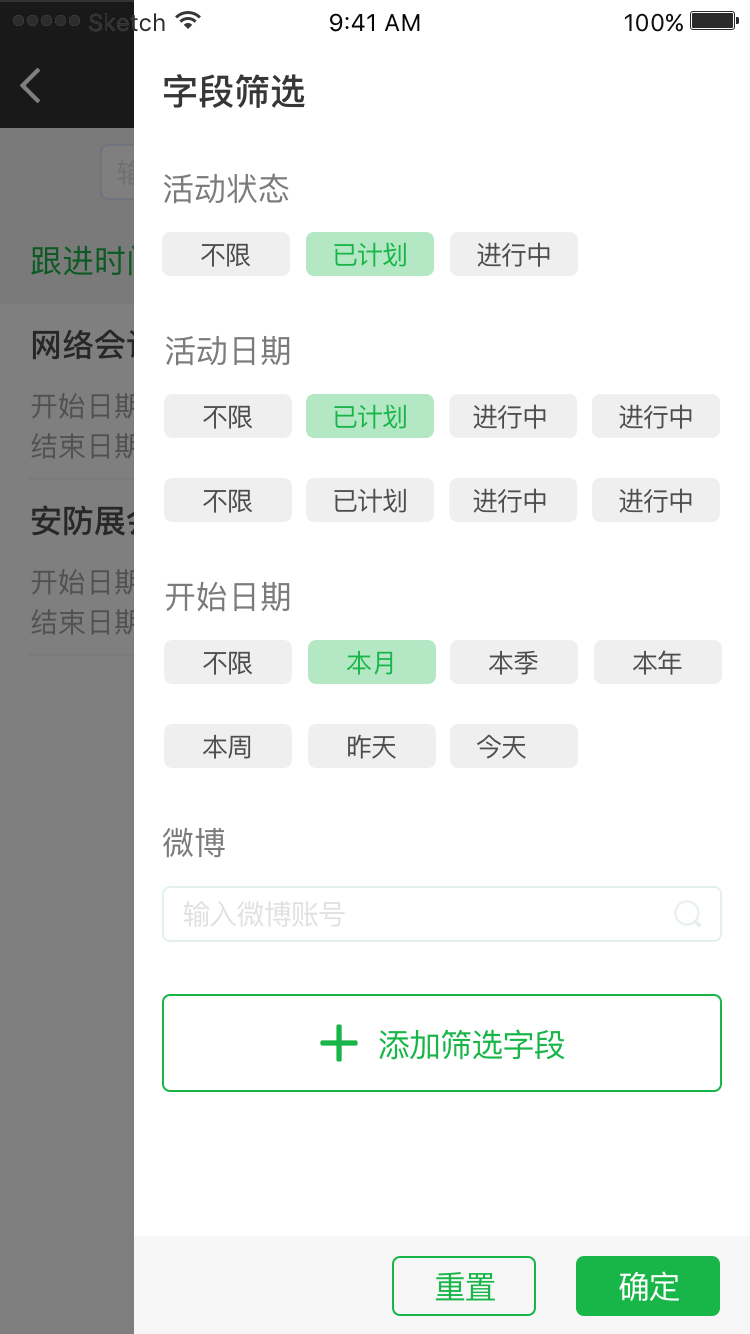 Sketch 9:41 AM 100%
字段筛选
活动状态
不限 已计划 进行中
活动日期
不限 已计划 进行中 进行中
不限 已计划 进行中 进行中
开始日期
不限 本月 本季 本年
本周 昨天 今天
微博
输入微博账号
添加筛选字段
重置 确定
输
跟进时间
网络会
开始日期
结束日期
安防展会
开始日期
结束日期